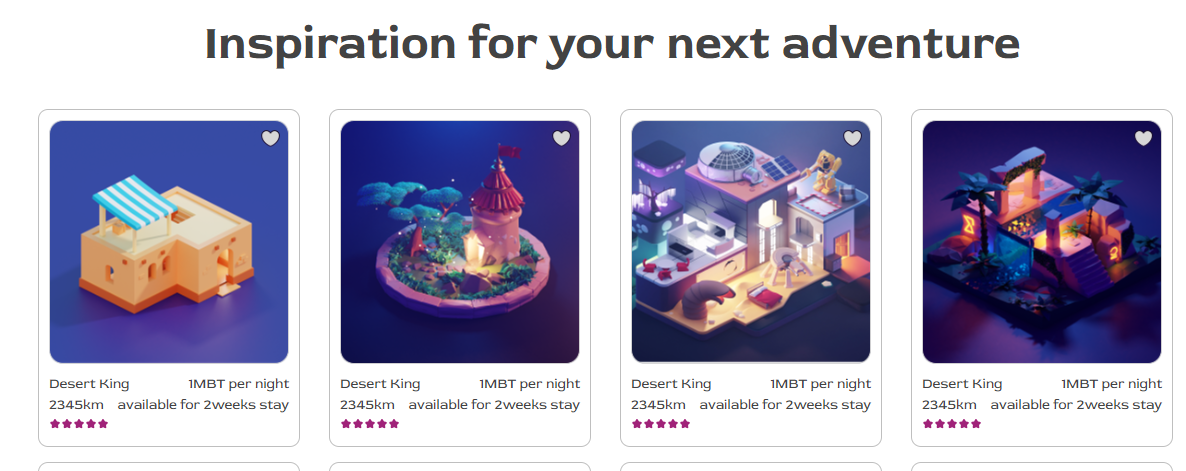 Inspiration for your next adventure
Desert King 1MBT per night
2345km available for 2weeks stay
Desert King 1MBT per night
2345km available for 2weeks stay
Desert King 1MBT per night
2345km available for 2weeks stay
Desert King 1MBT per night
2345km available for 2weeks stay